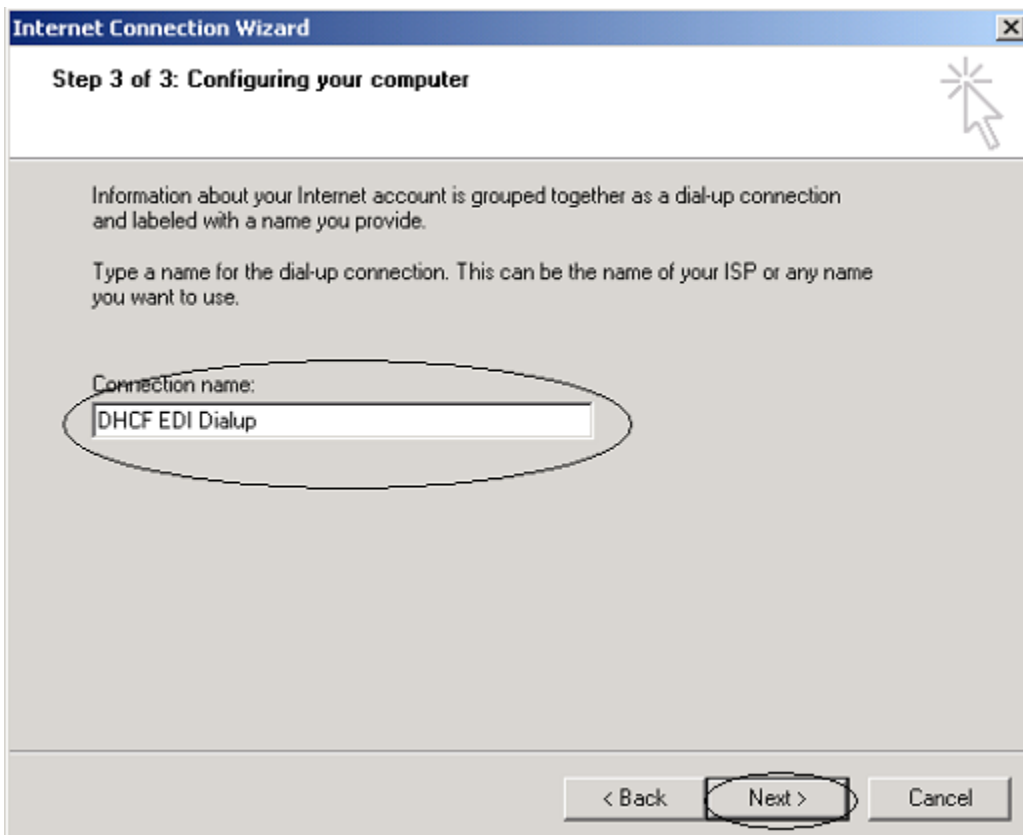 Internet Connection Wizard
Step 3 of 3: Configuring your computer
Information about your Internet account is grouped together as a dial-up connection
and labeled with a name you provide.
Type a name for the dial-up connection. This can be the name of your ISP or any name
you want to use.
Connection name:
DHCF EDI Dialup
< Back Next > Cancel